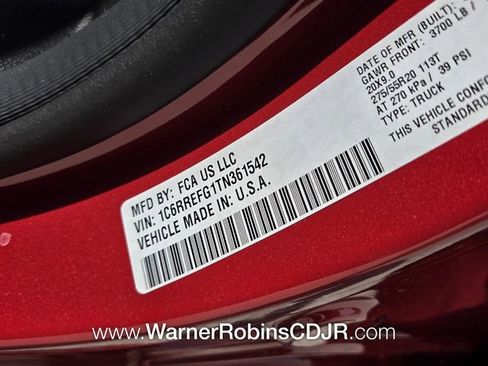 MFD BY: FCA US LLC
VIN: 1C6RREFG1TN361542
VEHICLE MADE IN: U.S.A.
DATE OF MFR (BUILT):
GAWR FRONT: 3700 LB /
20X9.0
275/55R20 113T
AT 270 kPa / 39 PSI
TYPE: TRUCK
THIS VEHICLE CONFO
STANDARD
www.WarnerRobinsCDJR.com